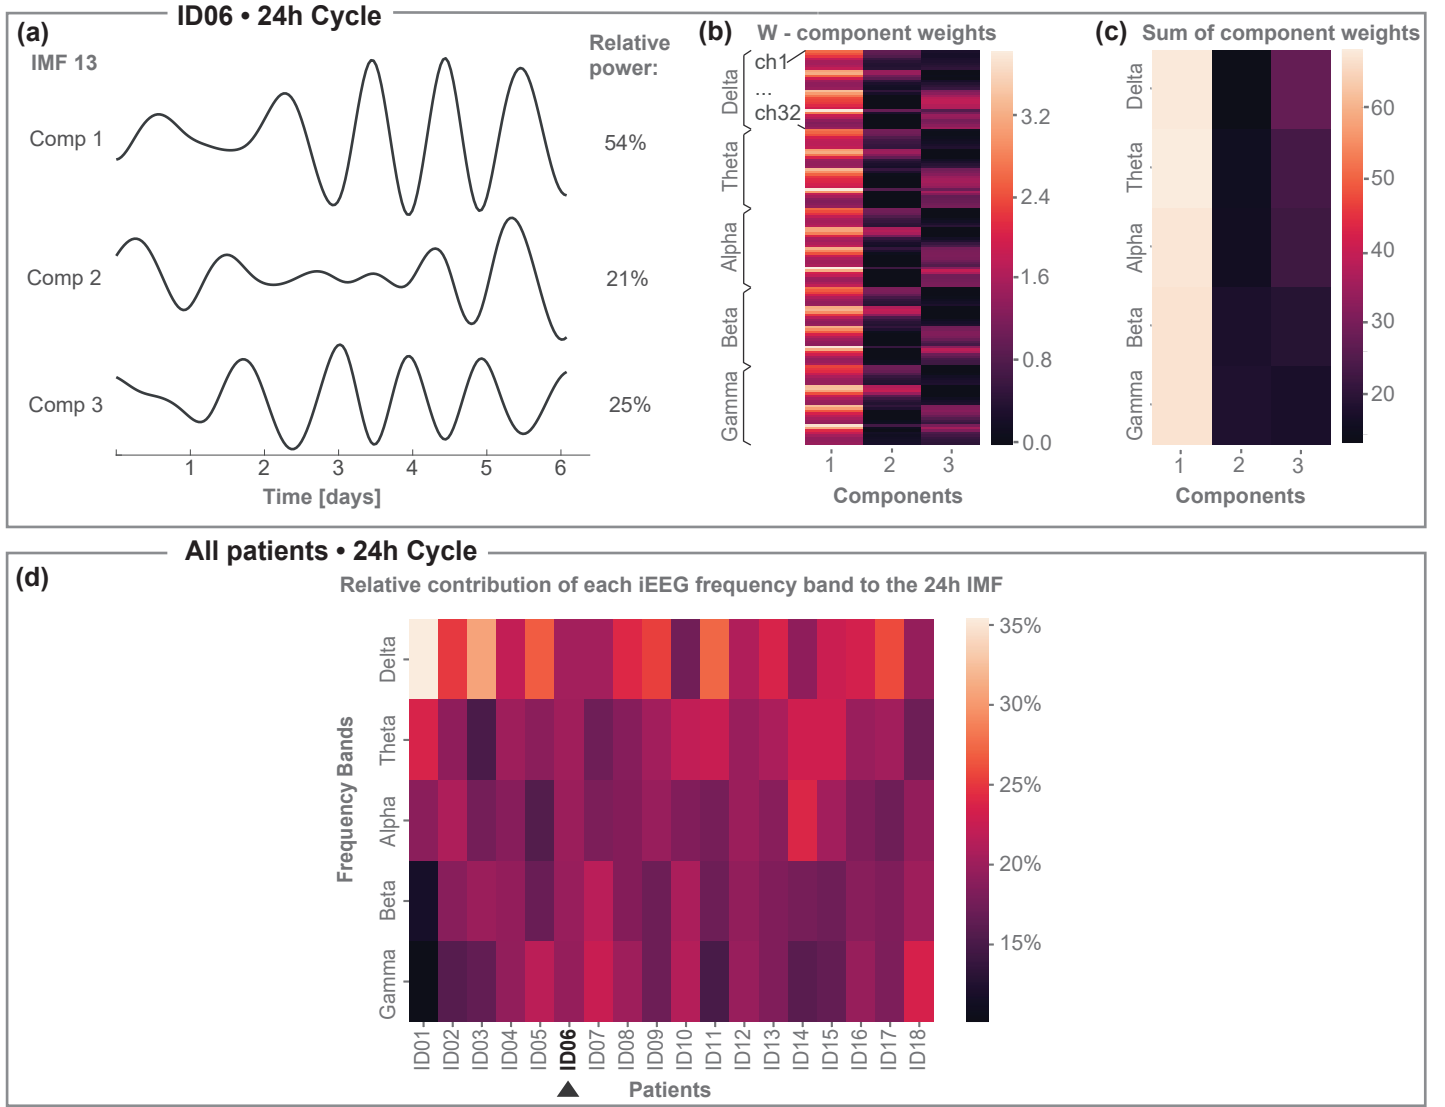 ID06 • 24h Cycle
(a)
IMF 13
Relative
power:
Comp 1
54%
Comp 2
21%
Comp 3
25%
1 2 3 4 5 6
Time [days]
(b) W - component weights
Delta
Theta
Alpha
Beta
Gamma
ch1
...
ch32
3.2
2.4
1.6
0.8
0.0
1 2 3
Components
(c) Sum of component weights
Delta
Theta
Alpha
Beta
Gamma
60
50
40
30
20
1 2 3
Components
All patients • 24h Cycle
(d)
Relative contribution of each iEEG frequency band to the 24h IMF
Frequency Bands
Delta
Theta
Alpha
Beta
Gamma
35%
30%
25%
20%
15%
ID01 ID02 ID03 ID04 ID05 ID06 ID07 ID08 ID09 ID10 ID11 ID12 ID13 ID14 ID15 ID16 ID17 ID18
Patients